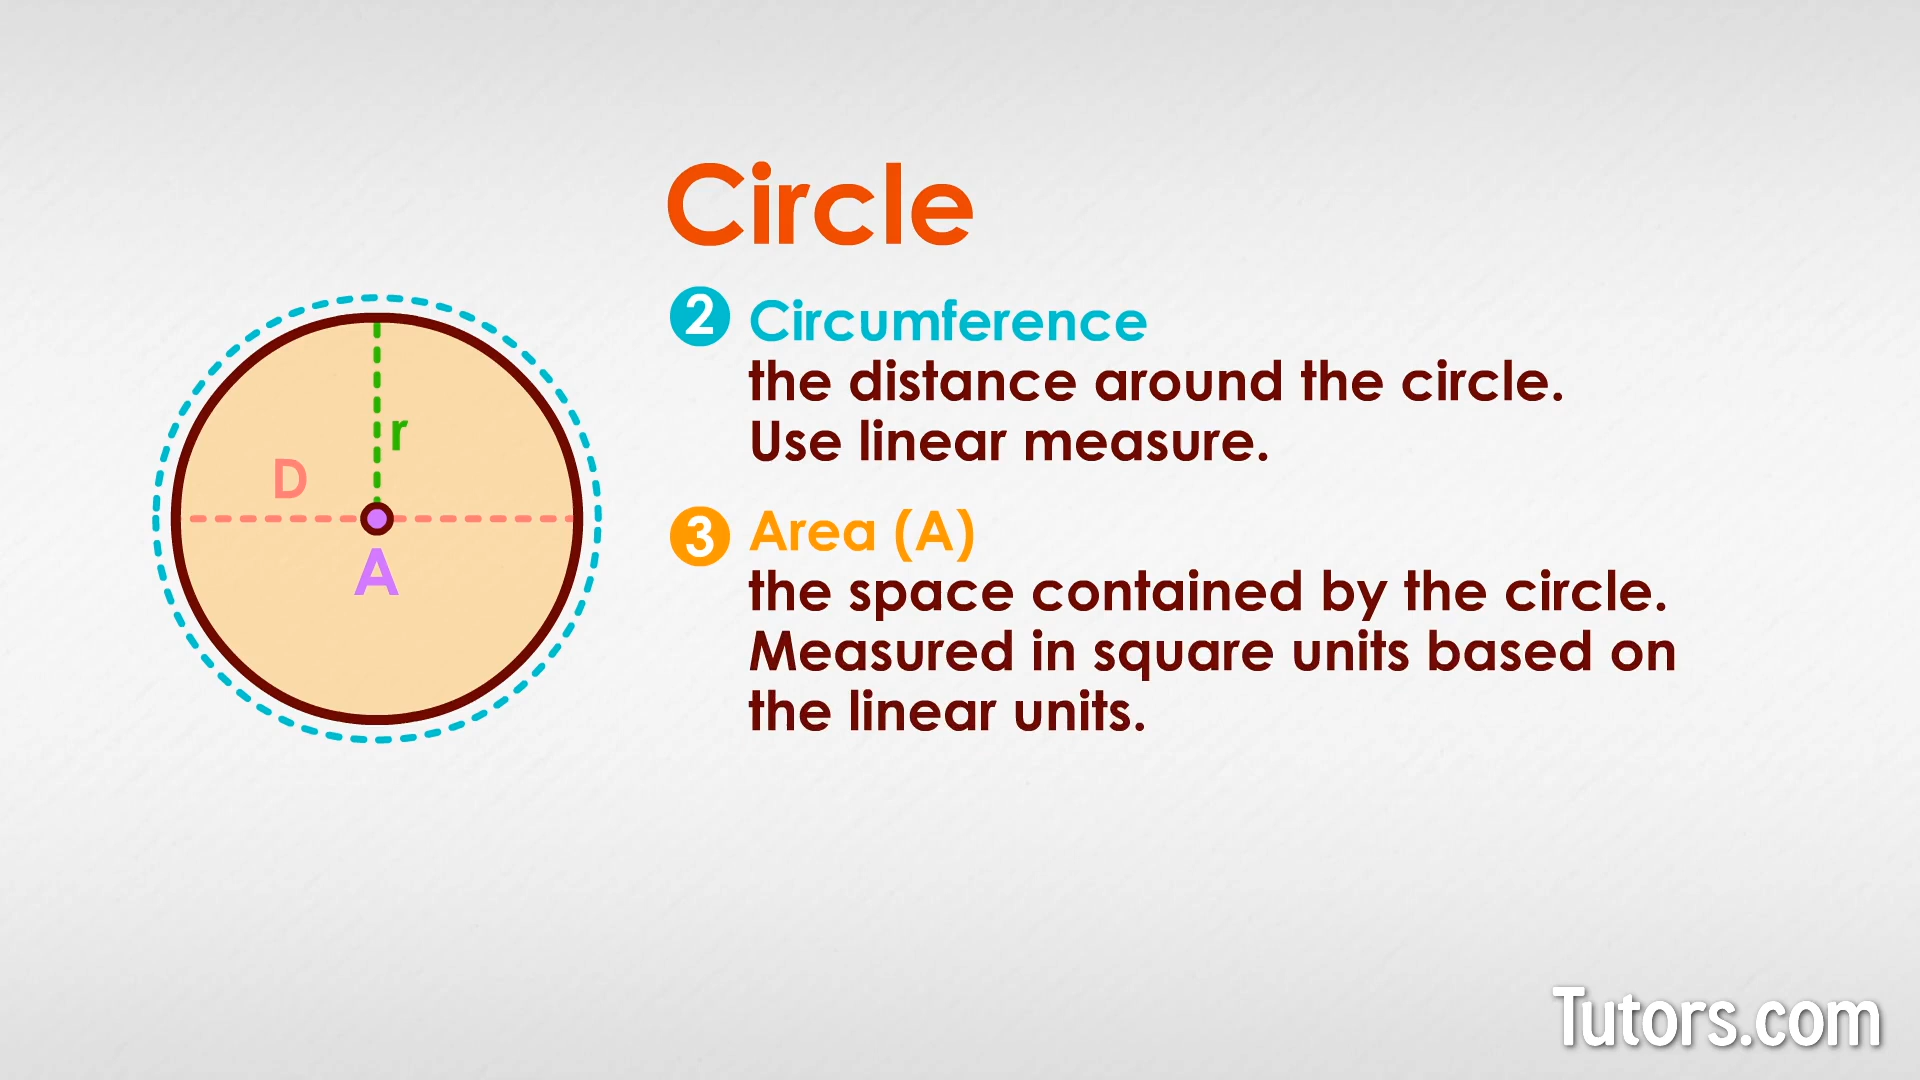 Circle
2 Circumference
the distance around the circle.
Use linear measure.
r
D
A
3 Area (A)
the space contained by the circle.
Measured in square units based on
the linear units.
Tutors.com